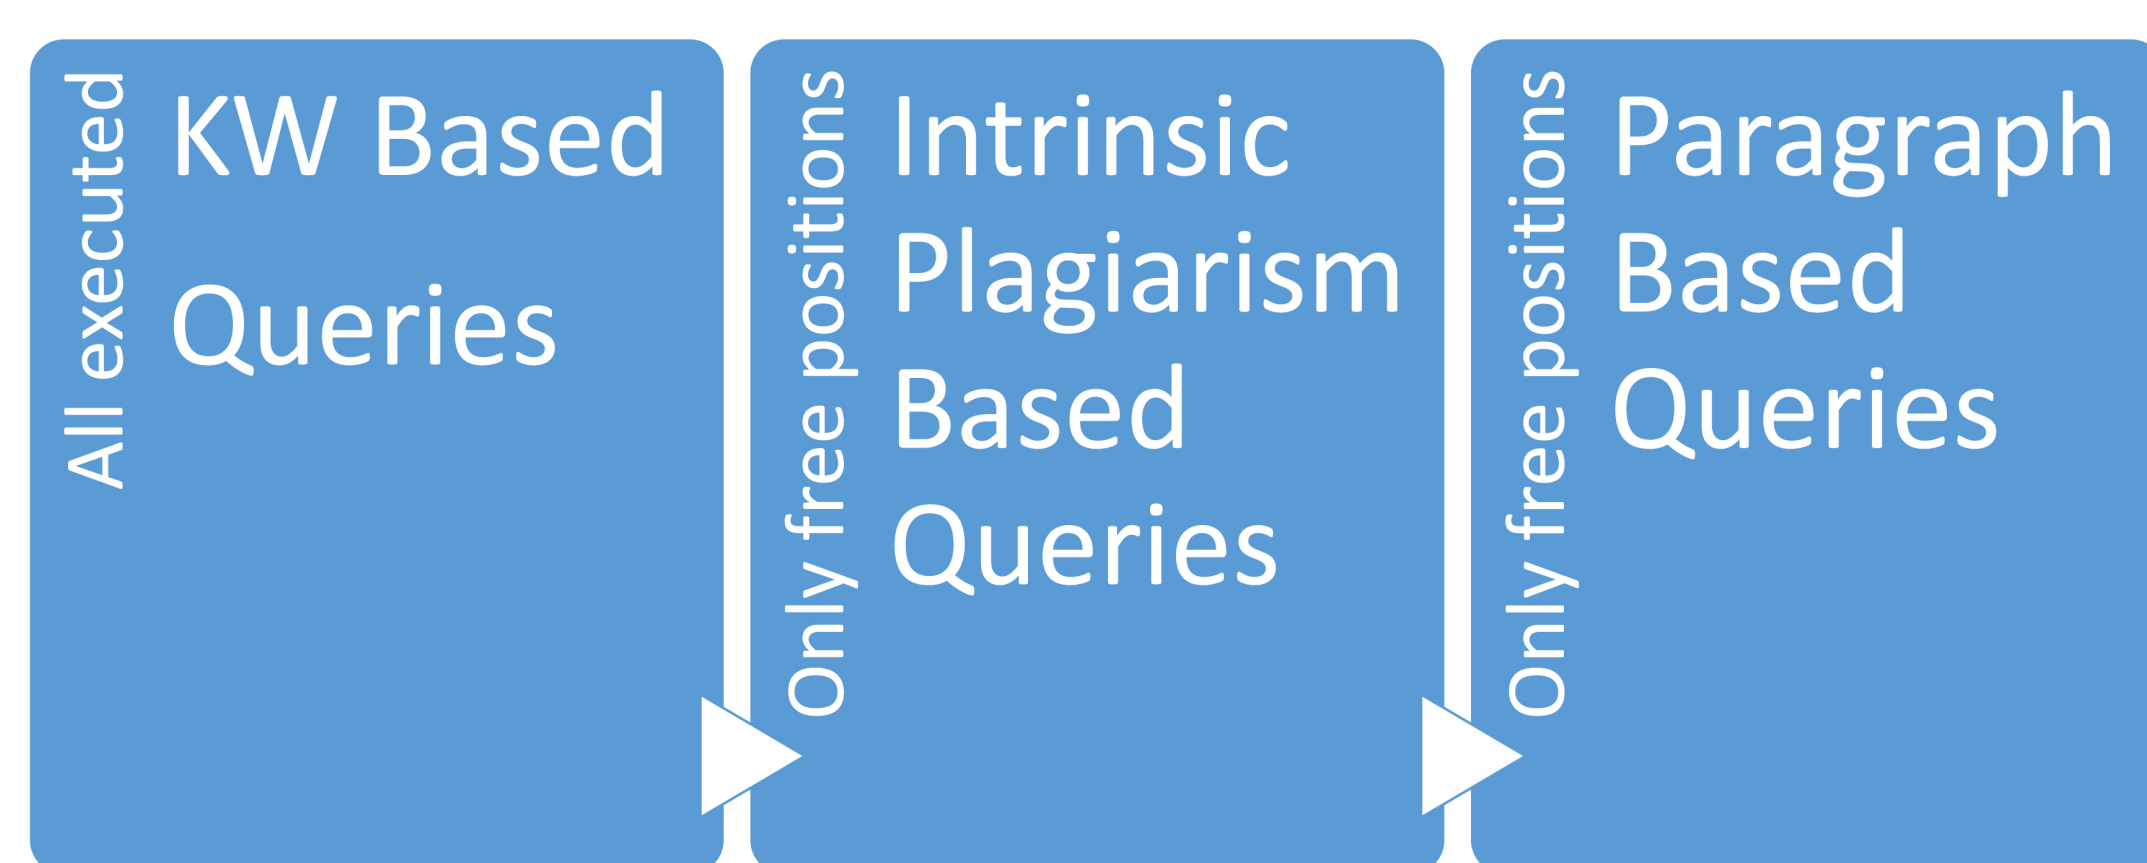 All executed
KW Based
Queries
Only free positions
Intrinsic
Plagiarism
Based
Queries
Only free positions
Paragraph
Based
Queries